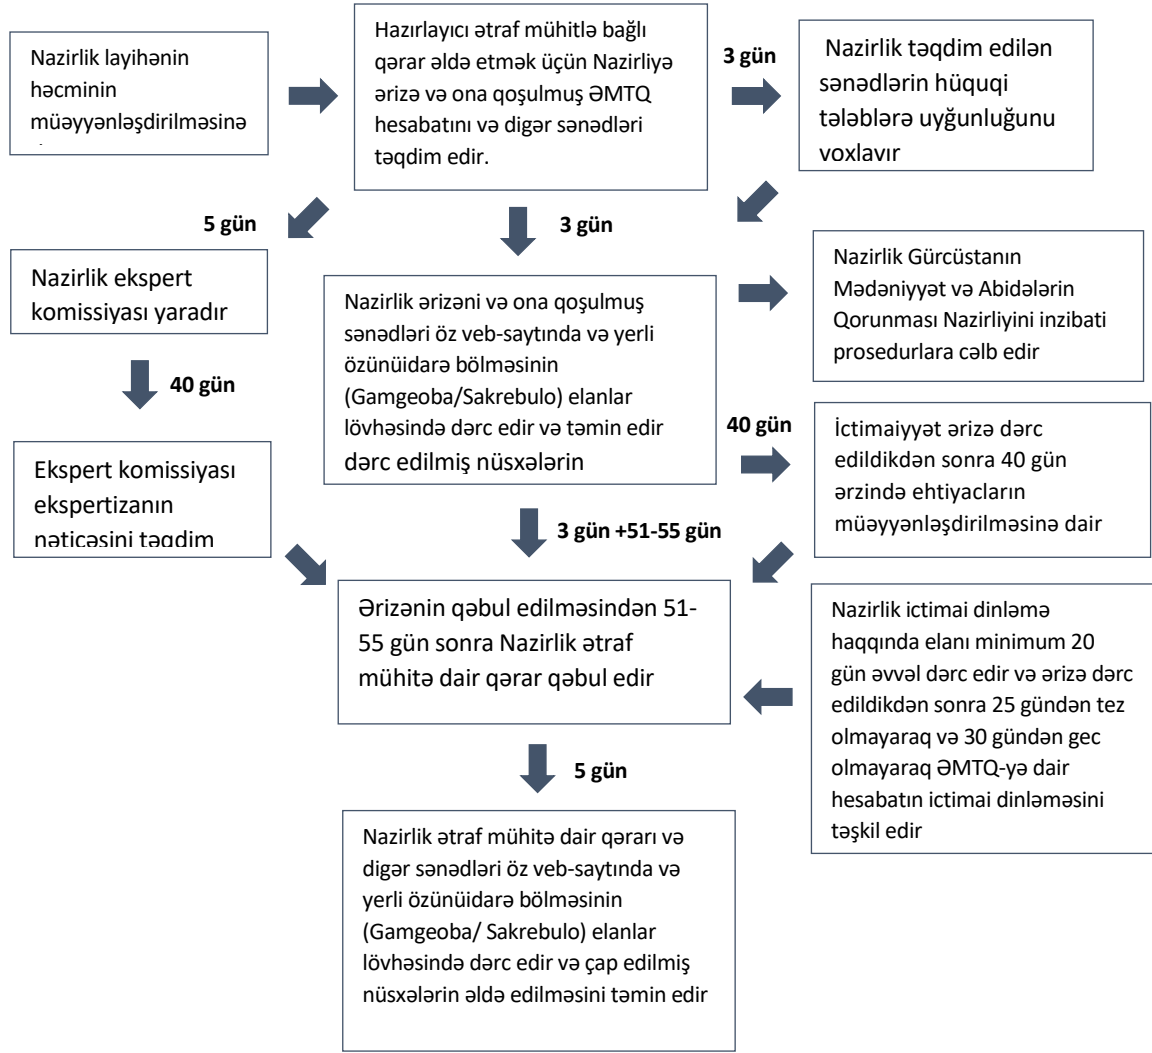 Nazirlik layihənin
həcminin
müəyyənləşdirilməsinə
Hazırlayıcı ətraf mühitlə bağlı
qərar əldə etmək üçün Nazirliyə
ərizə və ona qoşulmuş ƏMTQ
hesabatını və digər sənədləri
təqdim edir.
3 gün
Nazirlik təqdim edilən
sənədlərin hüquqi
tələblərə uyğunluğunu
yoxlayır
5 gün
3 gün
Nazirlik ekspert
komissiyası yaradır
Nazirlik ərizəni və ona qoşulmuş
sənədləri öz veb-saytında və yerli
özünüidarə bölməsinin
(Gamgeoba/Sakrebulo) elanlar
lövhəsində dərc edir və təmin edir
dərc edilmiş nüsxələrin
Nazirlik Gürcüstanın
Mədəniyyət və Abidələrin
Qorunması Nazirliyini inzibati
prosedurlara cəlb edir
40 gün
40 gün
Ekspert komissiyası
ekspertizanın
nəticəsini təqdim
İctimaiyyət ərizə dərc
edildikdən sonra 40 gün
ərzində ehtiyacların
müəyyənləşdirilməsinə dair
3 gün +51-55 gün
Ərizənin qəbul edilməsindən 51-
55 gün sonra Nazirlik ətraf
mühitə dair qərar qəbul edir
Nazirlik ictimai dinləmə
haqqında elanı minimum 20
gün əvvəl dərc edir və ərizə dərc
edildikdən sonra 25 gündən tez
olmayaraq və 30 gündən gec
olmayaraq ƏMTQ-yə dair
hesabatın ictimai dinləməsini
təşkil edir
5 gün
Nazirlik ətraf mühitə dair qərarı və
digər sənədləri öz veb-saytında və
yerli özünüidarə bölməsinin
(Gamgeoba/ Sakrebulo) elanlar
lövhəsində dərc edir və çap edilmiş
nüsxələrin əldə edilməsini təmin edir